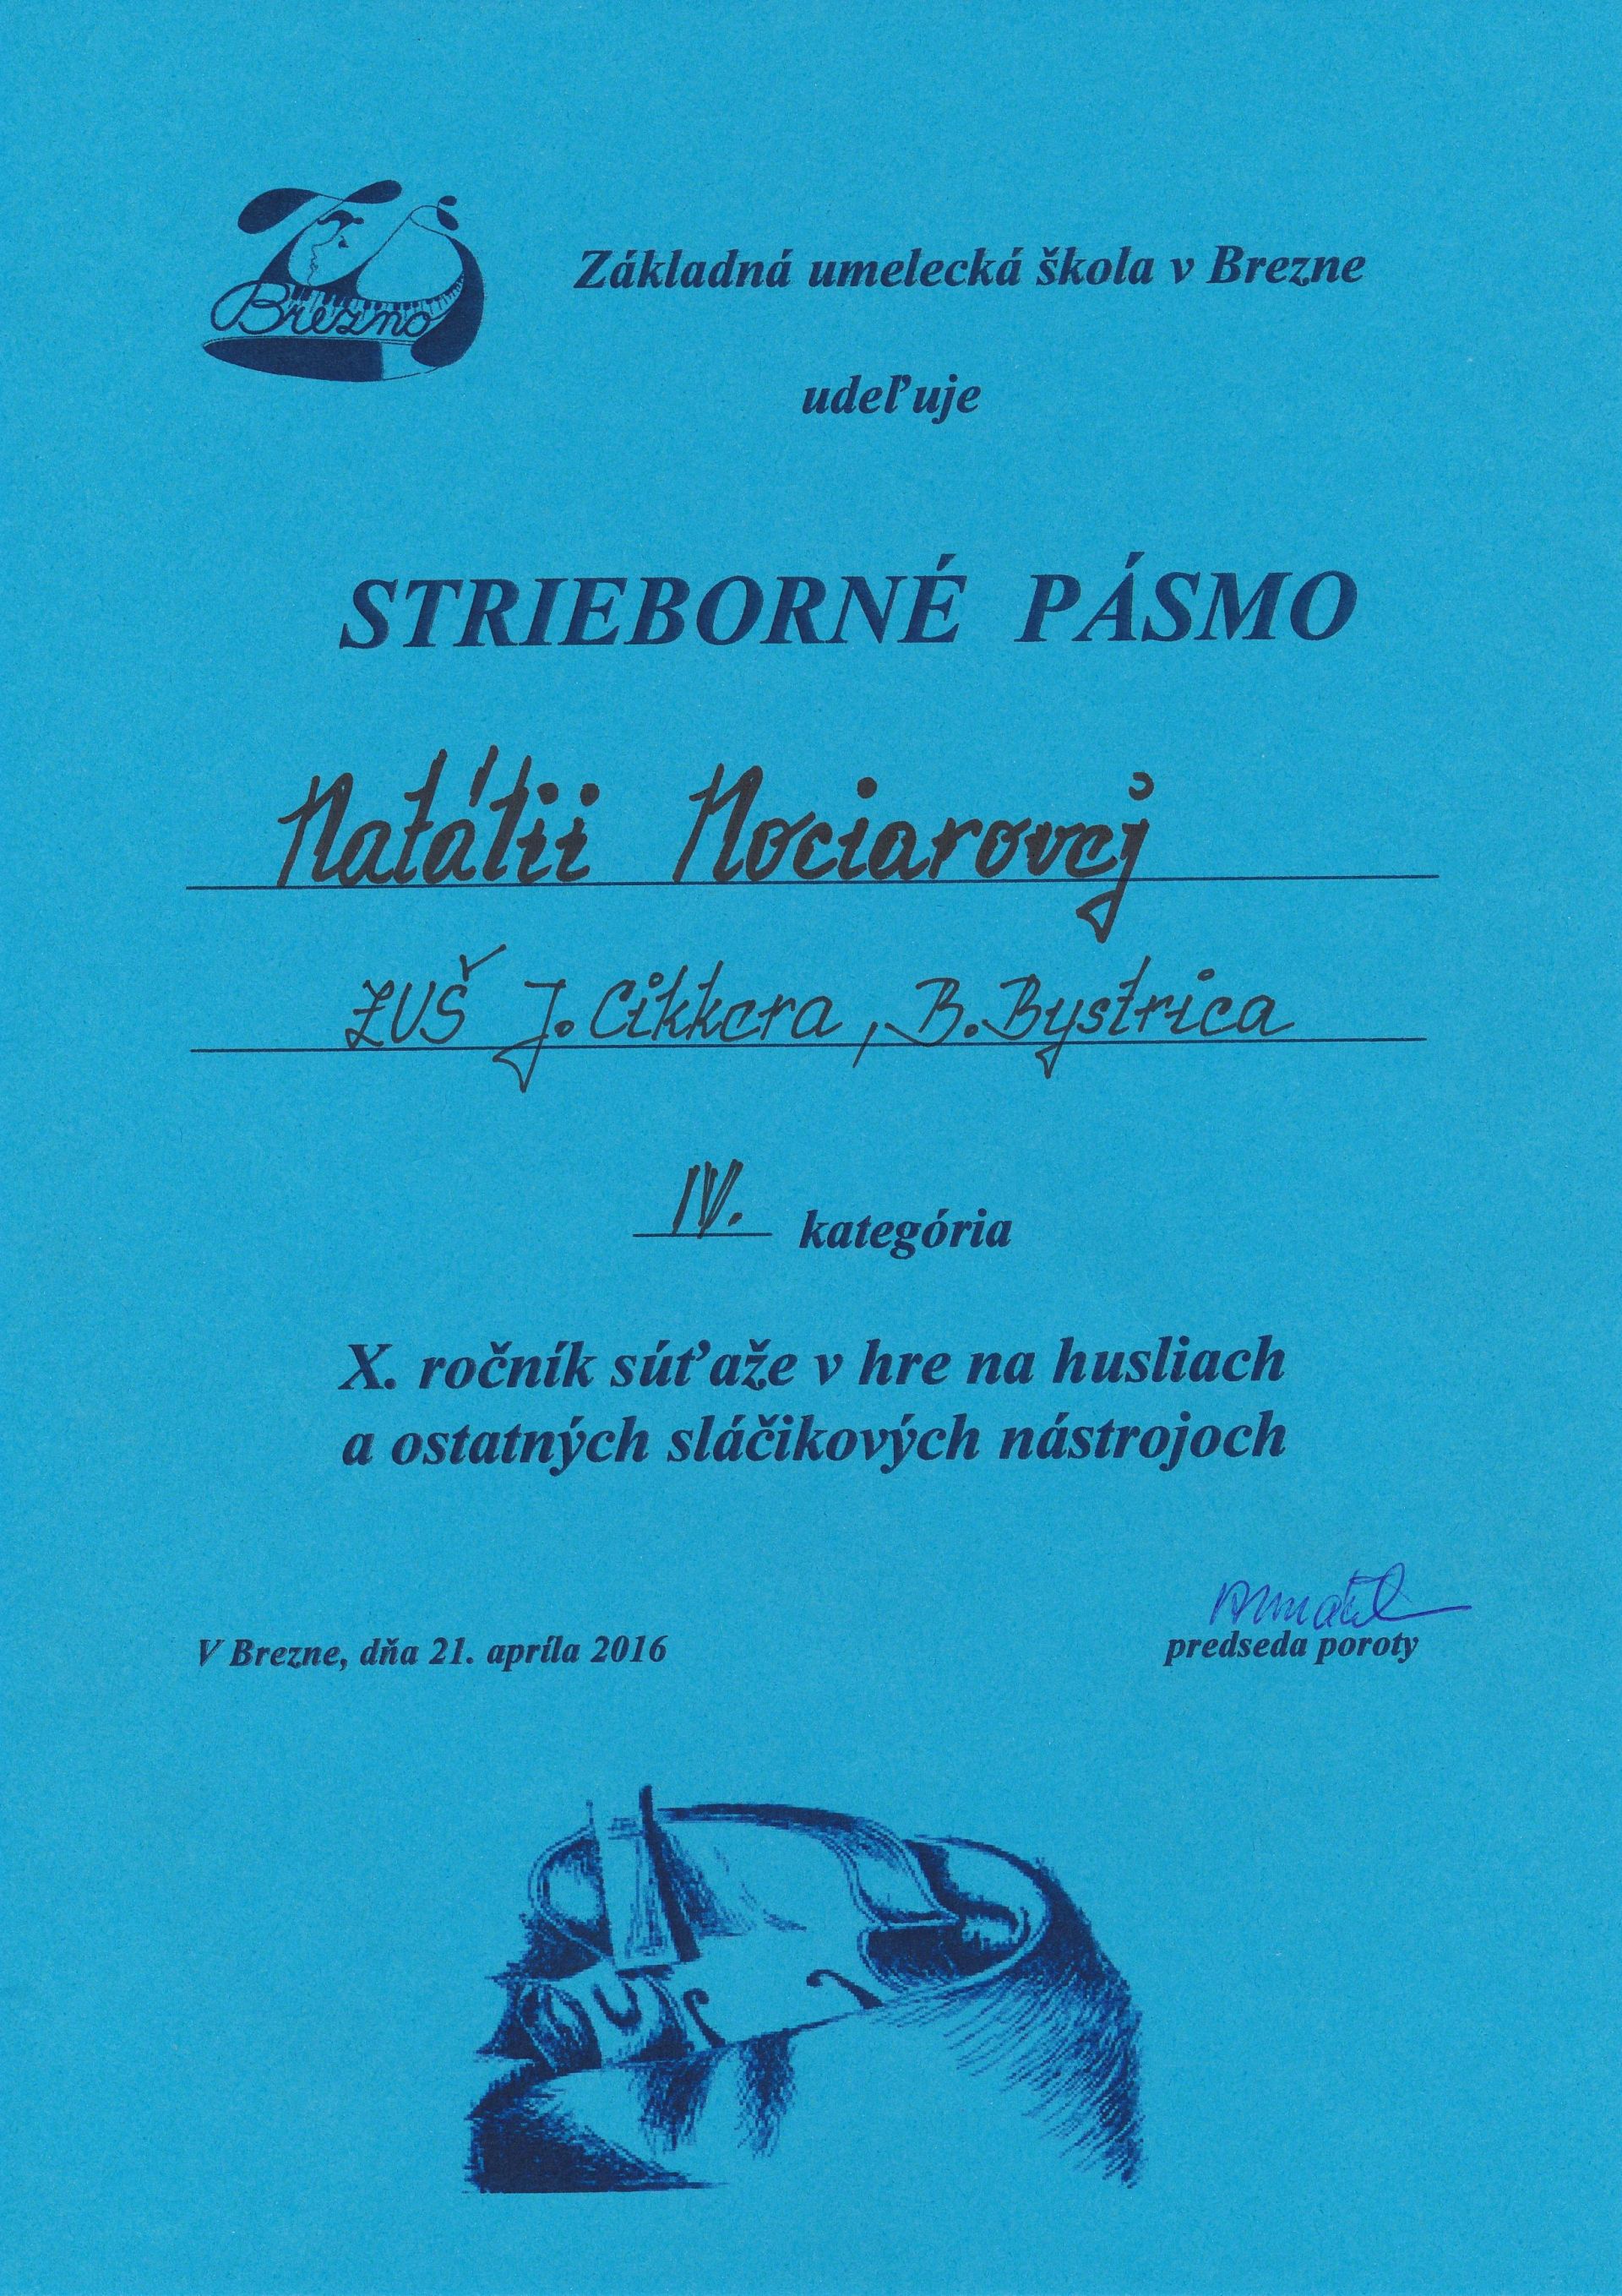 Brezno
Základná umelecká škola v Brezne
udeľuje
STRIEBORNÉ PÁSMO
Natálii Nociarovej
ZUŠ J. Cikkera, B. Bystrica
IV. kategória
X. ročník súťaže v hre na husliach
a ostatných sláčikových nástrojoch
V Brezne, dňa 21. apríla 2016
predseda poroty